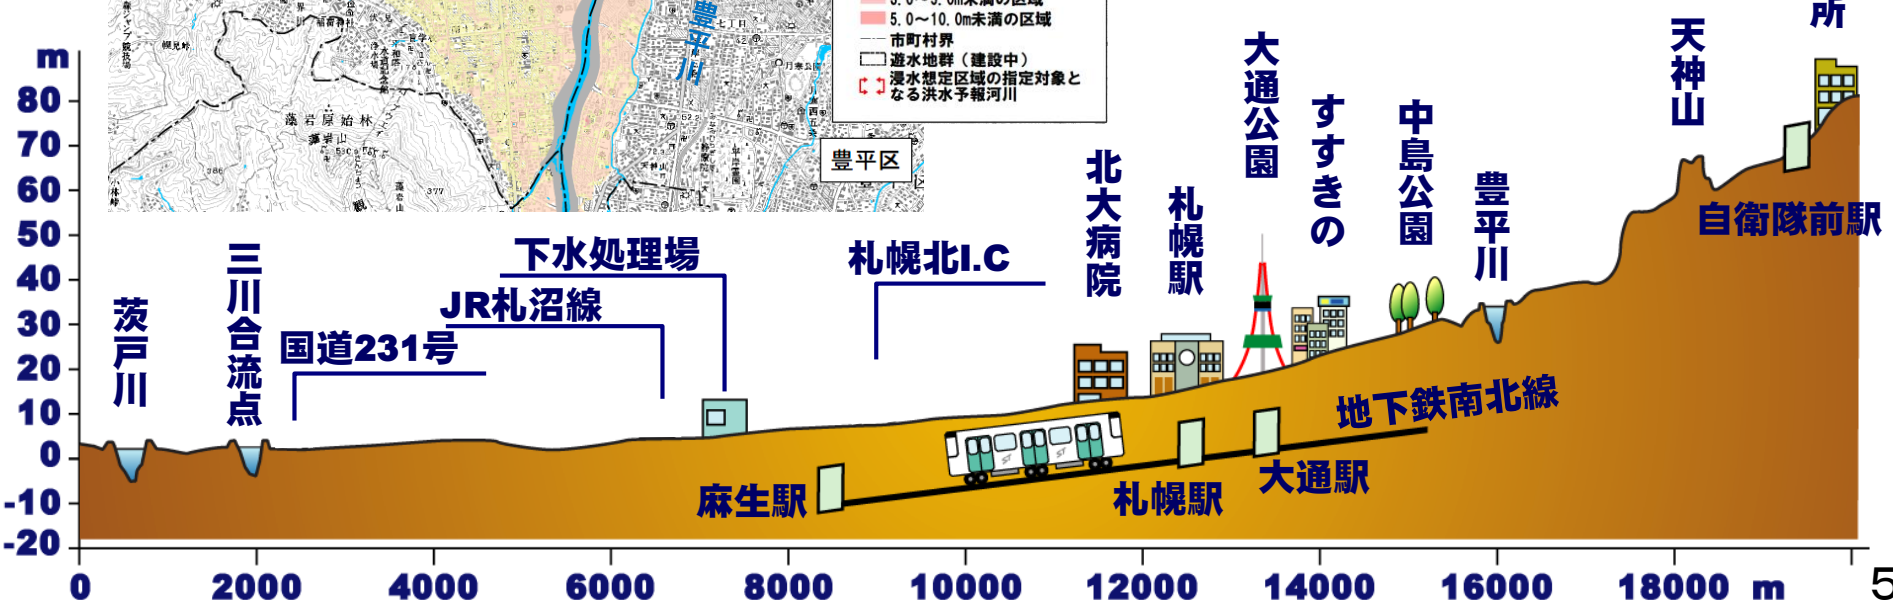 5.0～10.0m未満の区域
市町村界
遊水地群（建設中）
浸水想定区域の指定対象と
なる洪水予報河川
豊平川
豊平区
藻岩原始林
藻岩山
幌見峠
386
377
m
80
70
60
50
40
30
20
10
0
-10
-20
茨戸川
三川合流点
国道231号
JR札沼線
下水処理場
札幌北I.C
北大病院
札幌駅
大通公園
すすきの
中島公園
豊平川
天神山
所
自衛隊前駅
地下鉄南北線
麻生駅
ST
ST
札幌駅
大通駅
0
2000
4000
6000
8000
10000
12000
14000
16000
18000 m
5